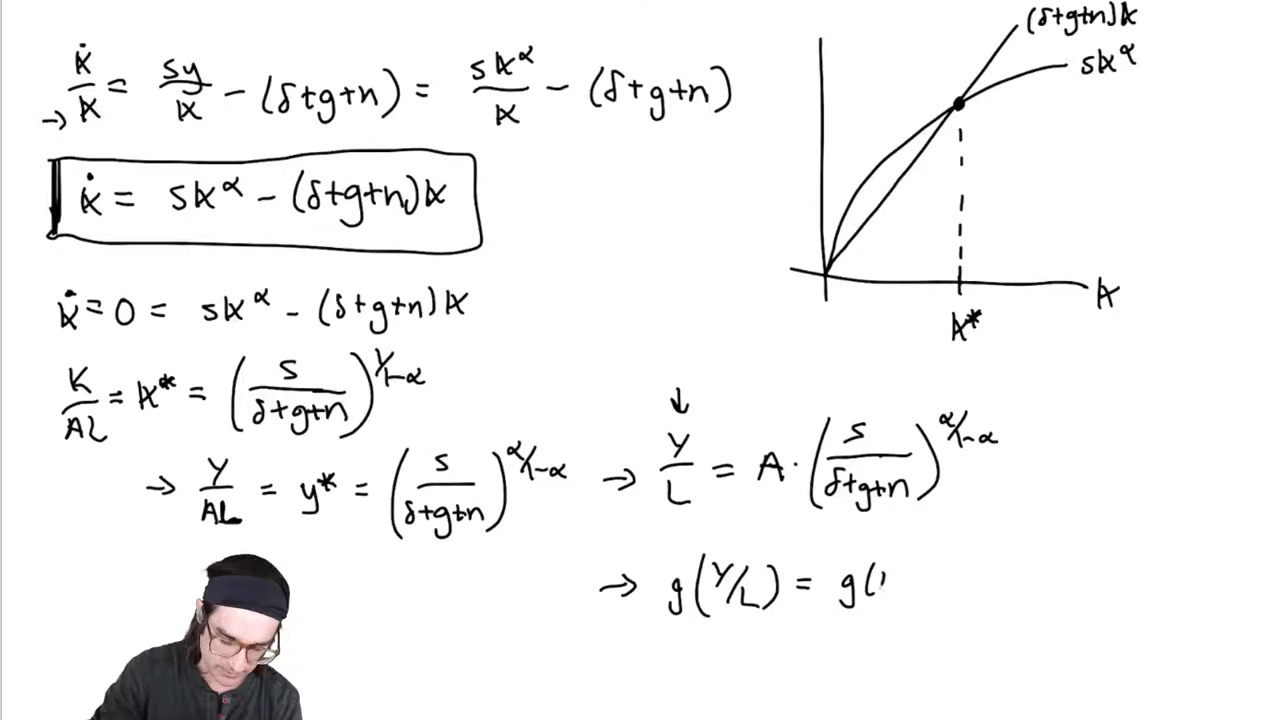 k̇/k = sy/k − (δ+g+n) = sk^α/k − (δ+g+n)
→
k̇ = sk^α − (δ+g+n)k
k̇ = 0 = sk^α − (δ+g+n)k
K/AL = k* = (s/(δ+g+n))^(1/1−α)
→ Y/AL = y* = (s/(δ+g+n))^(α/1−α) → Y/L = A·(s/(δ+g+n))^(α/1−α)
↓
→ g(Y/L) = g(
(δ+g+n)k
sk^α
k
k*